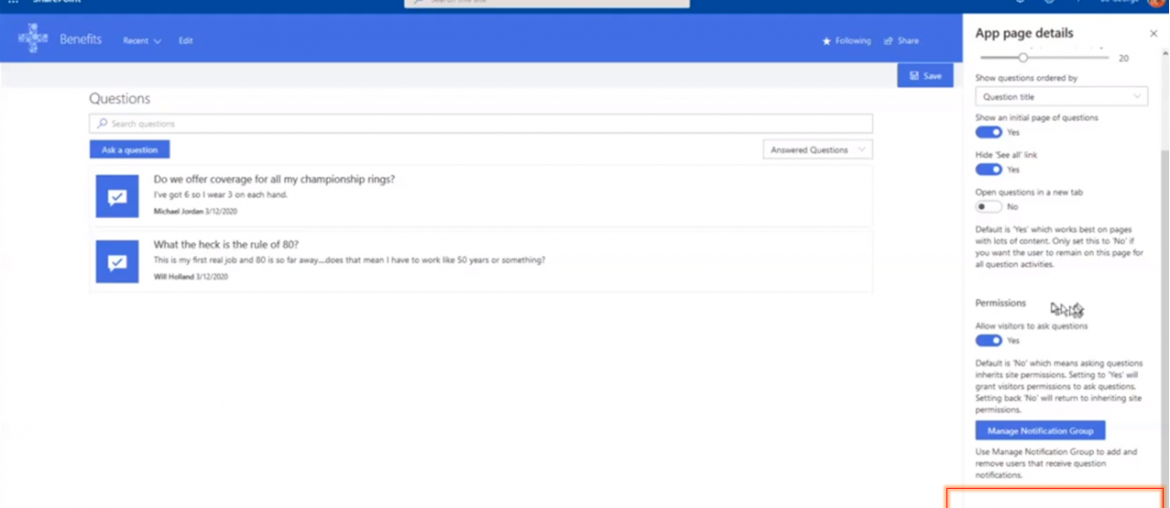 SharePoint
Search this site
Benefits
Recent
Edit
Following
Share
Save
Questions
Search questions
Ask a question
Answered Questions
Do we offer coverage for all my championship rings?
I've got 6 so I wear 3 on each hand.
Michael Jordan 3/12/2020
What the heck is the rule of 80?
This is my first real job and 80 is so far away...does that mean I have to work like 50 years or something?
Will Holland 3/12/2020
App page details
20
Show questions ordered by
Question title
Show an initial page of questions
Yes
Hide 'See all' link
Yes
Open questions in a new tab
No
Default is 'Yes' which works best on pages
with lots of content. Only set this to 'No' if
you want the user to remain on this page for
all question activities.
Permissions
Allow visitors to ask questions
Yes
Default is 'No' which means asking questions
inherits site permissions. Setting to 'Yes' will
grant visitors permissions to ask questions.
Setting back 'No' will return to inheriting site
permissions.
Manage Notification Group
Use Manage Notification Group to add and
remove users that receive question
notifications.